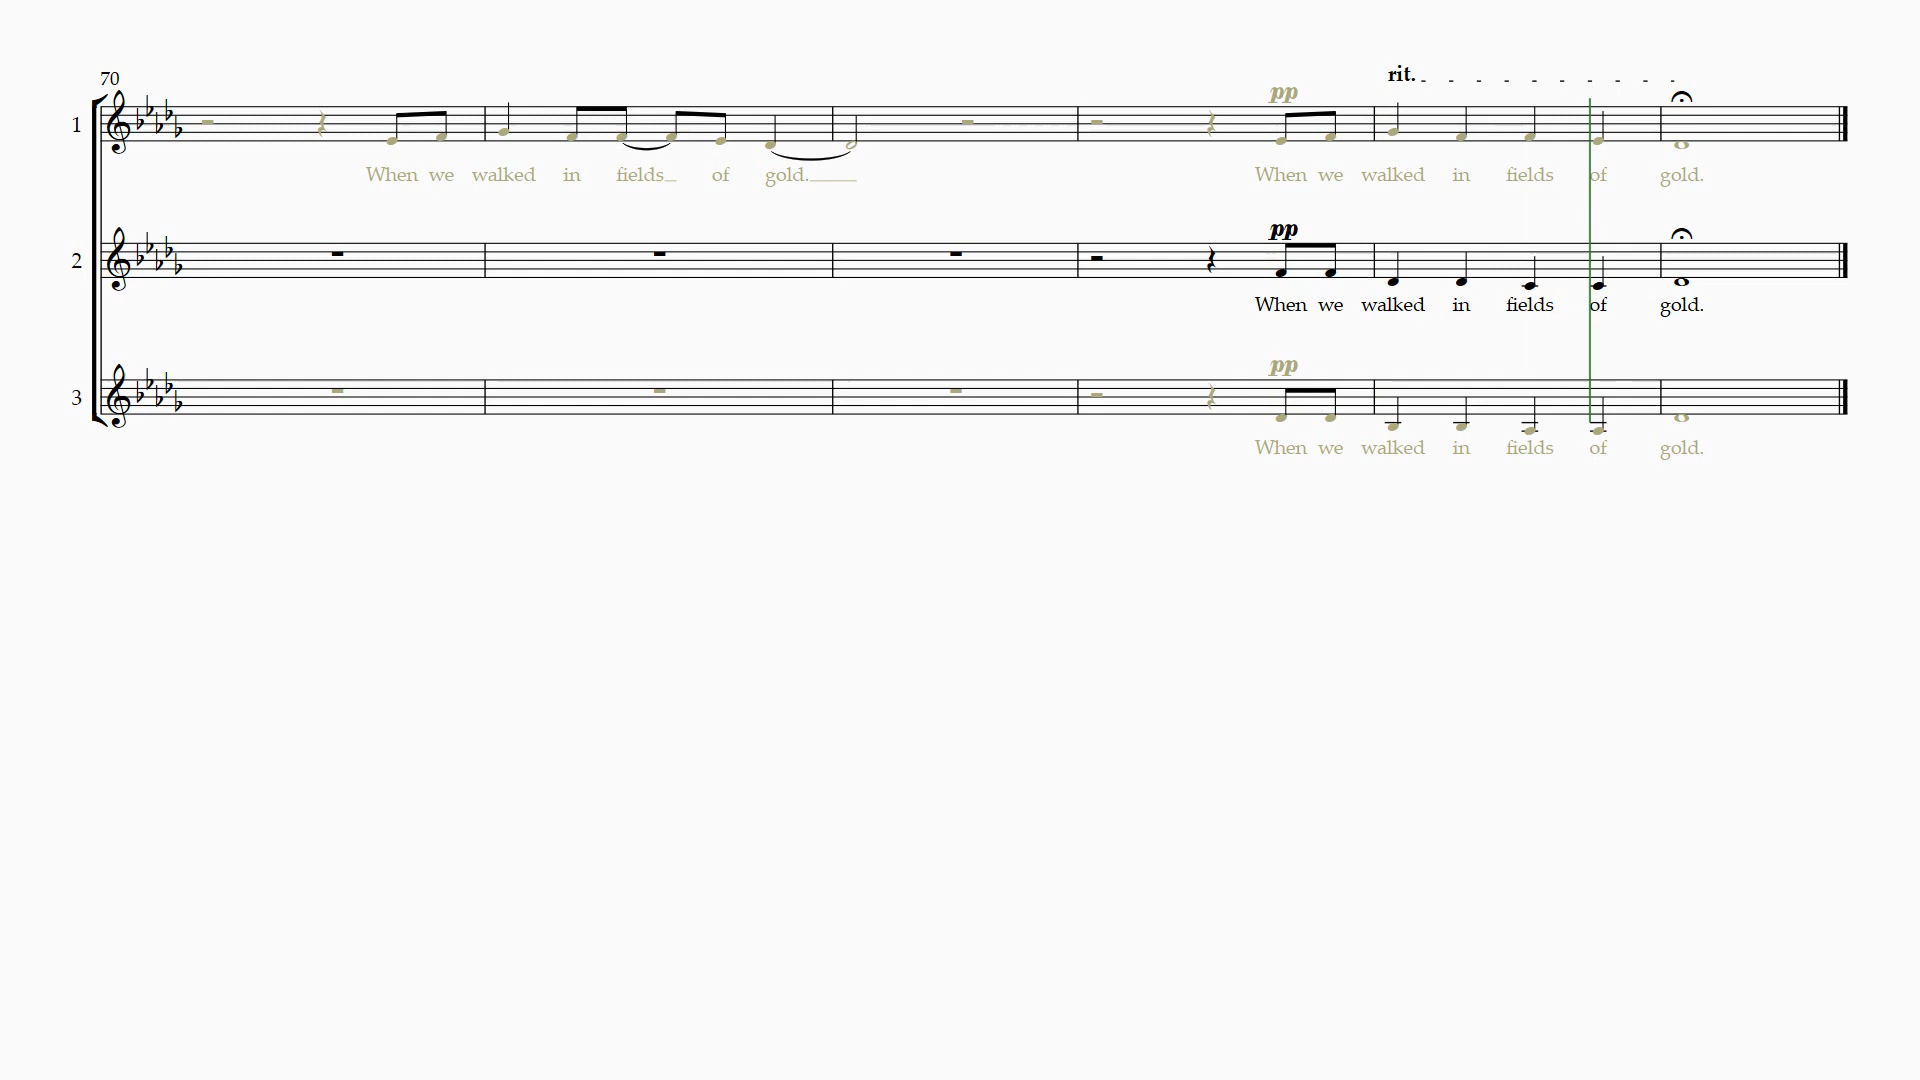 70
rit.
pp
1
When we walked in fields of gold. When we walked in fields of gold.
pp
2
When we walked in fields of gold.
pp
3
When we walked in fields of gold.